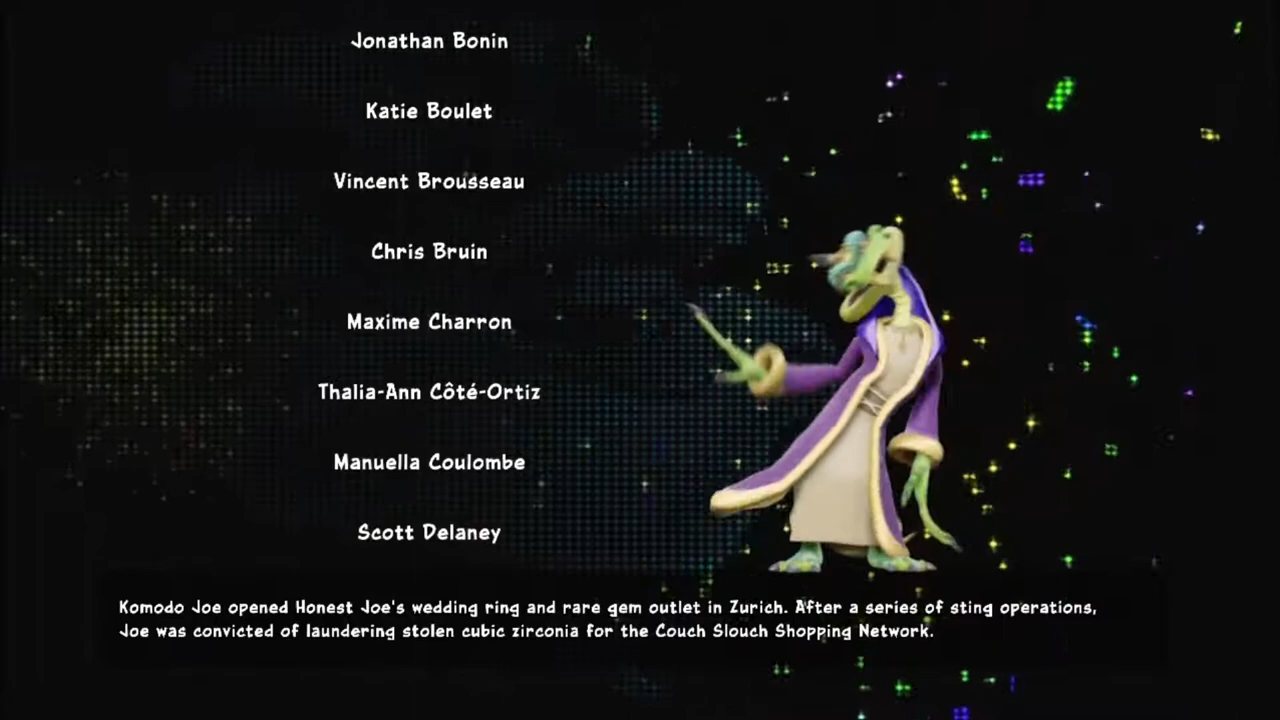 Jonathan Bonin
Katie Boulet
Vincent Brousseau
Chris Bruin
Maxime Charron
Thalia-Ann Côté-Ortiz
Manuella Coulombe
Scott Delaney
Komodo Joe opened Honest Joe's wedding ring and rare gem outlet in Zurich. After a series of sting operations,
Joe was convicted of laundering stolen cubic zirconia for the Couch Slouch Shopping Network.